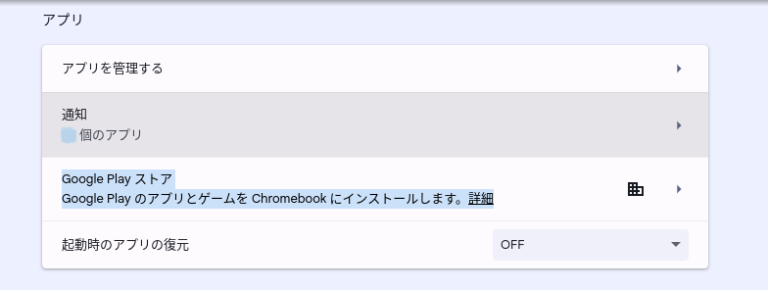 アプリ
アプリを管理する
通知
個のアプリ
Google Play ストア
Google Play のアプリとゲームを Chromebook にインストールします。詳細
起動時のアプリの復元
OFF